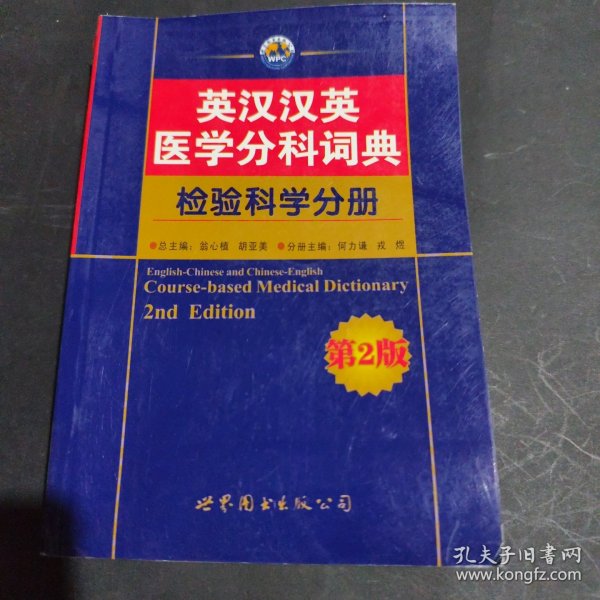 WPC
英汉汉英
医学分科词典
检验科学分册
●总主编：翁心植 胡亚美 ●分册主编：何力谦 戎 煜
English-Chinese and Chinese-English
Course-based Medical Dictionary
2nd Edition
第2版
世界图书出版公司
孔夫子旧书网
www.kongfz.com